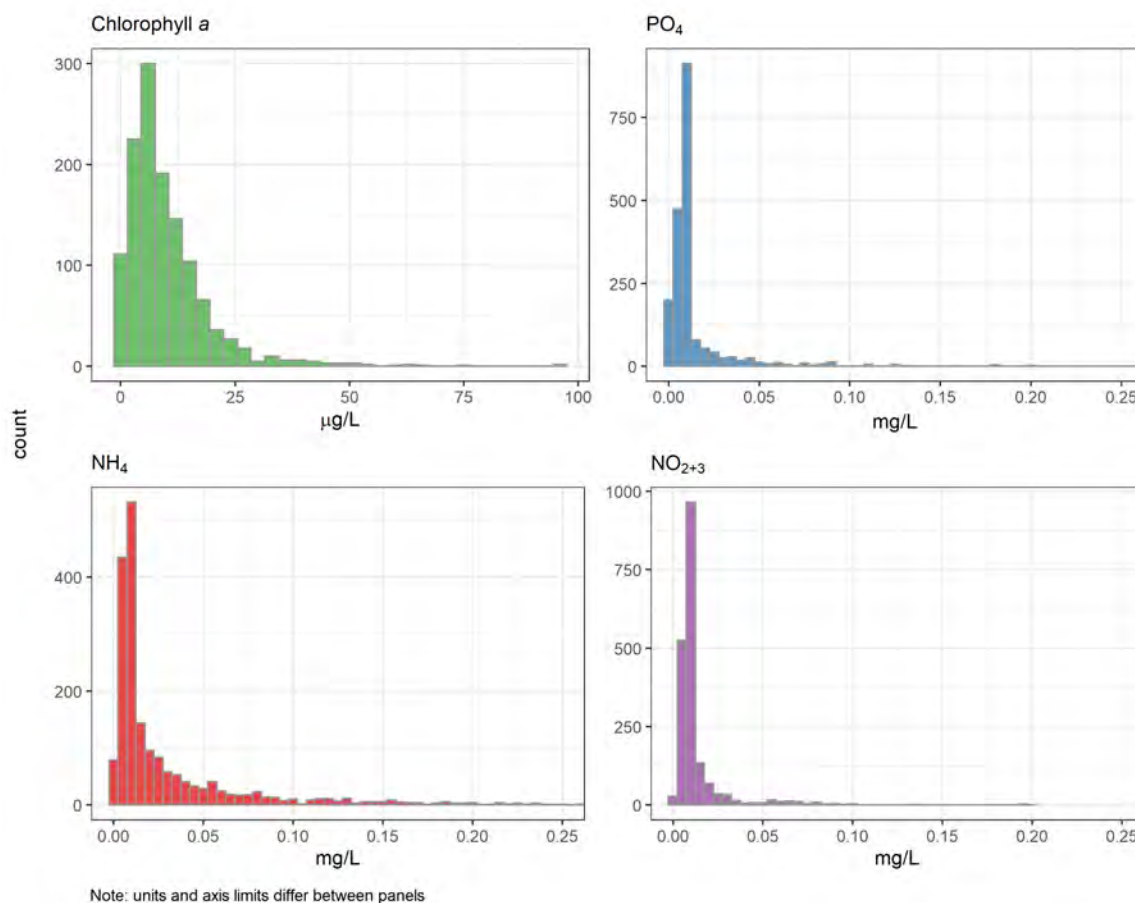 Chlorophyll a
300
200
100
0
0 25 50 75 100
μg/L
PO₄
750
500
250
0
0.00 0.05 0.10 0.15 0.20 0.25
mg/L
count
NH₄
400
200
0
0.00 0.05 0.10 0.15 0.20 0.25
mg/L
NO₂₊₃
1000
750
500
250
0
0.00 0.05 0.10 0.15 0.20 0.25
mg/L
Note: units and axis limits differ between panels